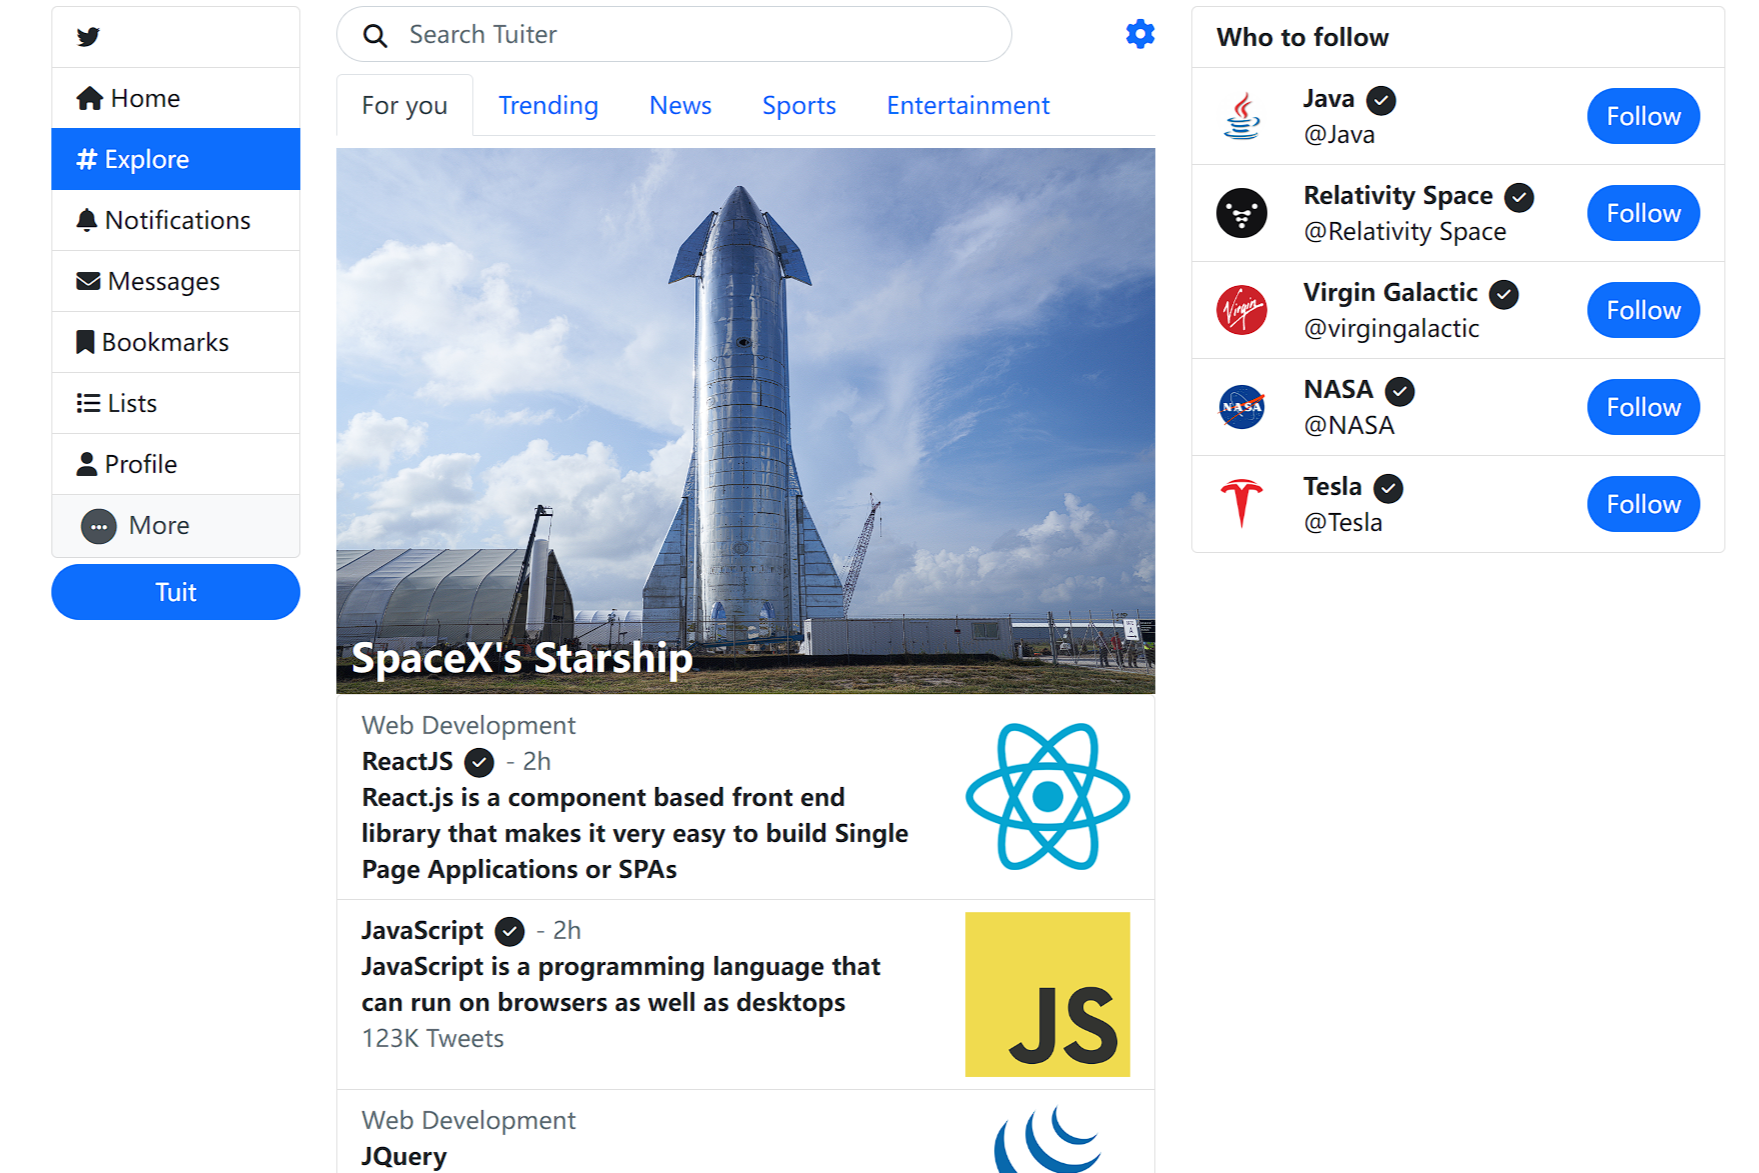 Home
Explore
Notifications
Messages
Bookmarks
Lists
Profile
More
Tuit
Search Tuiter
For you
Trending
News
Sports
Entertainment
SpaceX's Starship
Web Development
ReactJS - 2h
React.js is a component based front end
library that makes it very easy to build Single
Page Applications or SPAs
JavaScript - 2h
JavaScript is a programming language that
can run on browsers as well as desktops
123K Tweets
JS
Web Development
JQuery
Who to follow
Java
@Java
Follow
Relativity Space
@Relativity Space
Follow
Virgin
Virgin Galactic
@virgingalactic
Follow
NASA
NASA
@NASA
Follow
Tesla
@Tesla
Follow